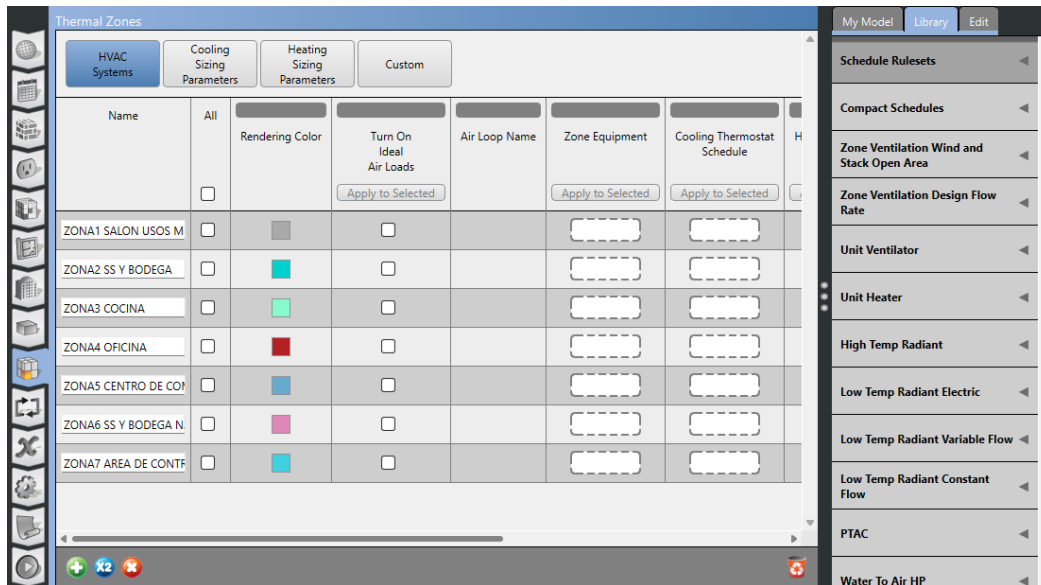 Thermal Zones
My Model
Library
Edit
HVAC
Systems
Cooling
Sizing
Parameters
Heating
Sizing
Parameters
Custom
Name
All
Rendering Color
Turn On
Ideal
Air Loads
Air Loop Name
Zone Equipment
Cooling Thermostat
Schedule
H
Apply to Selected
Apply to Selected
Apply to Selected
ZONA1 SALON USOS M
ZONA2 SS Y BODEGA
ZONA3 COCINA
ZONA4 OFICINA
ZONA5 CENTRO DE CON
ZONA6 SS Y BODEGA N
ZONA7 AREA DE CONTR
X2
Schedule Rulesets
Compact Schedules
Zone Ventilation Wind and
Stack Open Area
Zone Ventilation Design Flow
Rate
Unit Ventilator
Unit Heater
High Temp Radiant
Low Temp Radiant Electric
Low Temp Radiant Variable Flow
Low Temp Radiant Constant
Flow
PTAC
Water To Air HP